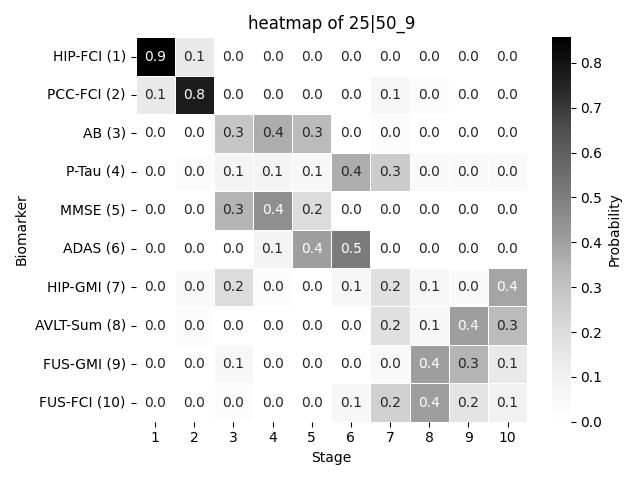 heatmap of 25|50_9
HIP-FCI (1) 0.9 0.1 0.0 0.0 0.0 0.0 0.0 0.0 0.0 0.0
PCC-FCI (2) 0.1 0.8 0.0 0.0 0.0 0.0 0.1 0.0 0.0 0.0
AB (3) 0.0 0.0 0.3 0.4 0.3 0.0 0.0 0.0 0.0 0.0
P-Tau (4) 0.0 0.0 0.1 0.1 0.1 0.4 0.3 0.0 0.0 0.0
MMSE (5) 0.0 0.0 0.3 0.4 0.2 0.0 0.0 0.0 0.0 0.0
ADAS (6) 0.0 0.0 0.0 0.1 0.4 0.5 0.0 0.0 0.0 0.0
HIP-GMI (7) 0.0 0.0 0.2 0.0 0.0 0.1 0.2 0.1 0.0 0.4
AVLT-Sum (8) 0.0 0.0 0.0 0.0 0.0 0.0 0.2 0.1 0.4 0.3
FUS-GMI (9) 0.0 0.0 0.1 0.0 0.0 0.0 0.0 0.4 0.3 0.1
FUS-FCI (10) 0.0 0.0 0.0 0.0 0.0 0.1 0.2 0.4 0.2 0.1
1 2 3 4 5 6 7 8 9 10
Stage
Biomarker
0.8
0.7
0.6
0.5
0.4
0.3
0.2
0.1
0.0
Probability